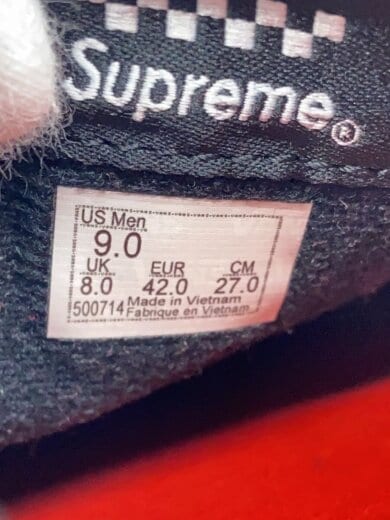 Supreme®
US Men
9.0
UK EUR CM
8.0 42.0 27.0
500714 Made in Vietnam
Fabrique en Vietnam